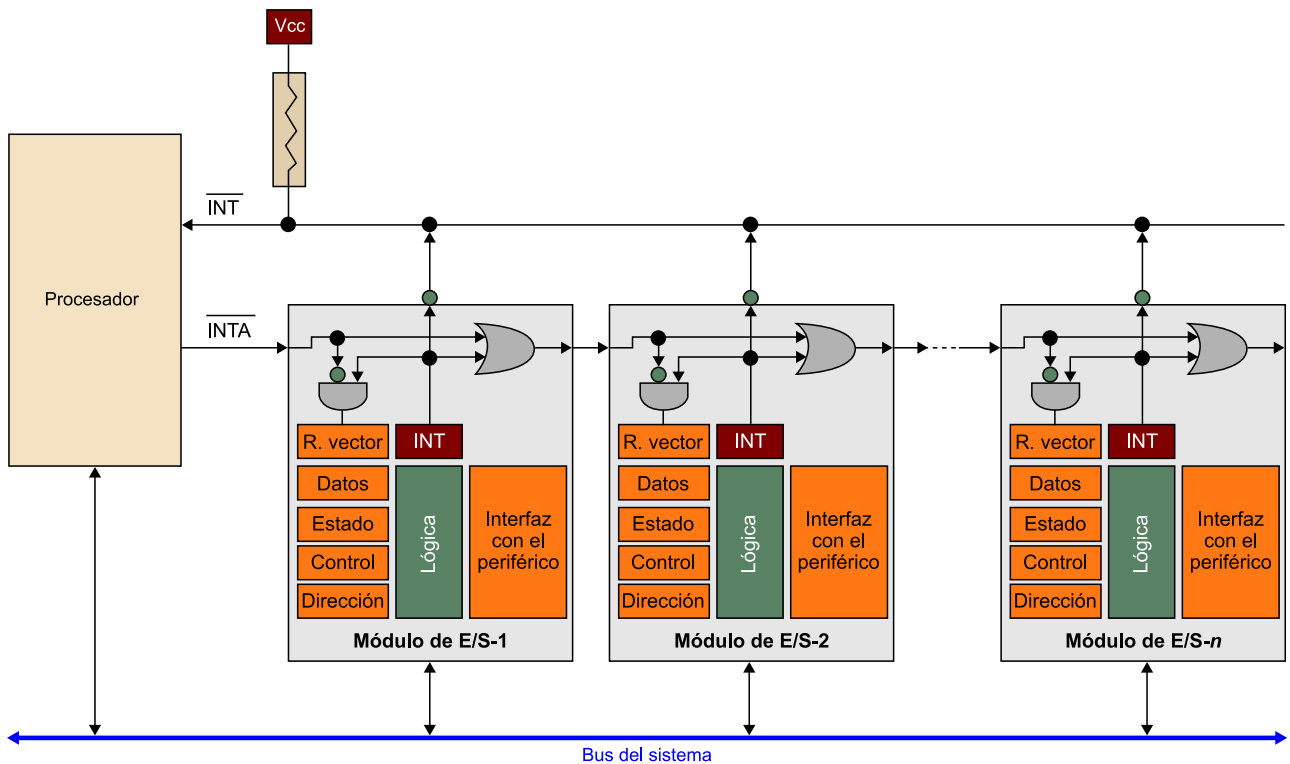 Vcc
INT
Procesador
INTA
R. vector
INT
Datos
Estado
Control
Dirección
Lógica
Interfaz
con el
periférico
Módulo de E/S-1
R. vector
INT
Datos
Estado
Control
Dirección
Lógica
Interfaz
con el
periférico
Módulo de E/S-2
R. vector
INT
Datos
Estado
Control
Dirección
Lógica
Interfaz
con el
periférico
Módulo de E/S-n
Bus del sistema